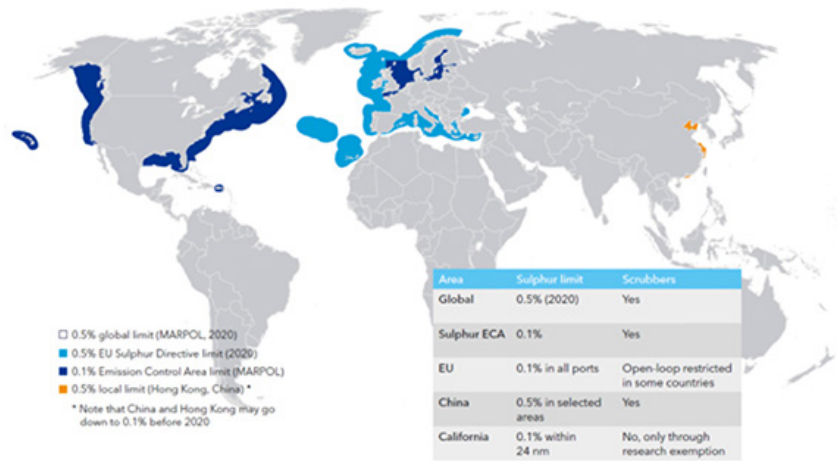 Area Sulphur limit Scrubbers
Global 0.5% (2020) Yes
Sulphur ECA 0.1% Yes
EU 0.1% in all ports Open-loop restricted
in some countries
China 0.5% in selected Yes
areas
California 0.1% within No, only through
24 nm research exemption
0.5% global limit (MARPOL, 2020)
0.5% EU Sulphur Directive limit (2020)
0.1% Emission Control Area limit (MARPOL)
0.5% local limit (Hong Kong, China) *
* Note that China and Hong Kong may go
down to 0.1% before 2020